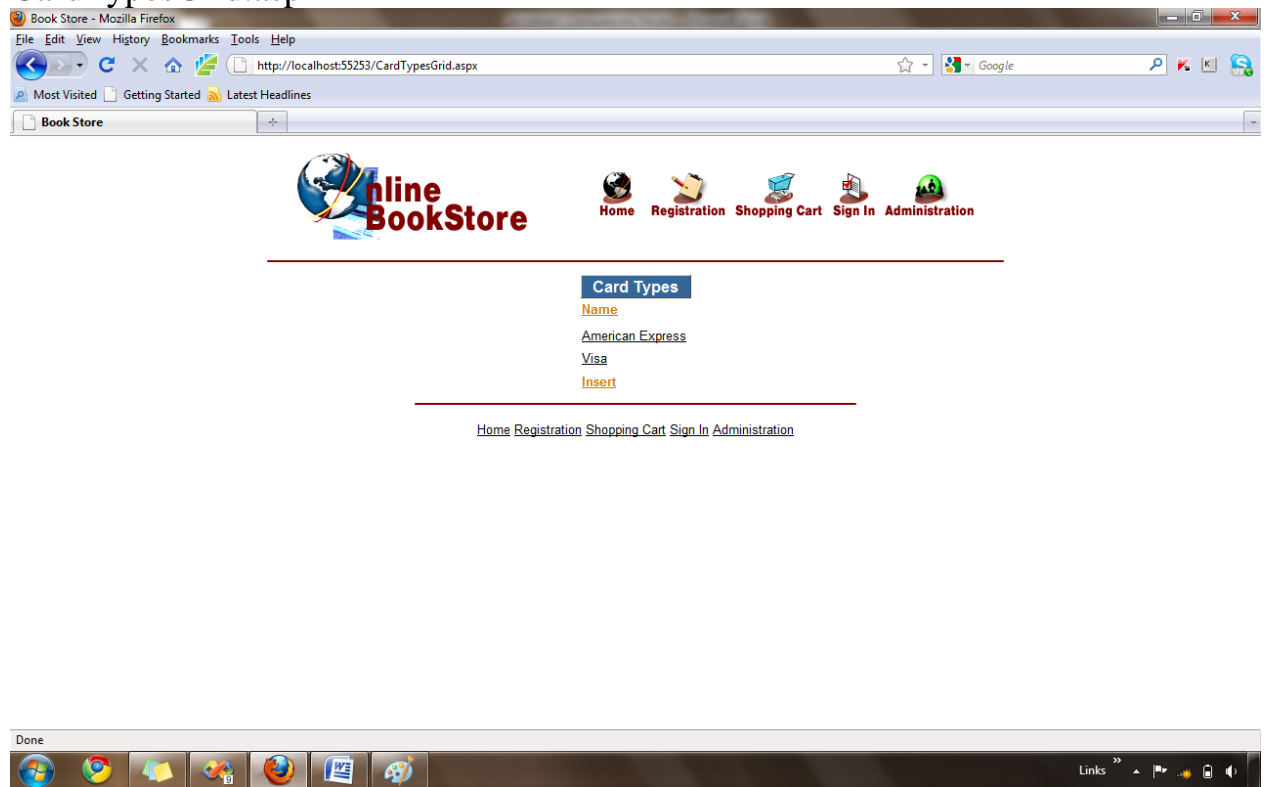 Book Store - Mozilla Firefox
File Edit View History Bookmarks Tools Help
http://localhost:55253/CardTypesGrid.aspx
Google
Most Visited Getting Started Latest Headlines
Book Store
nline
BookStore
Home Registration Shopping Cart Sign In Administration
Card Types
Name
American Express
Visa
Insert
Home Registration Shopping Cart Sign In Administration
Done
9
Links